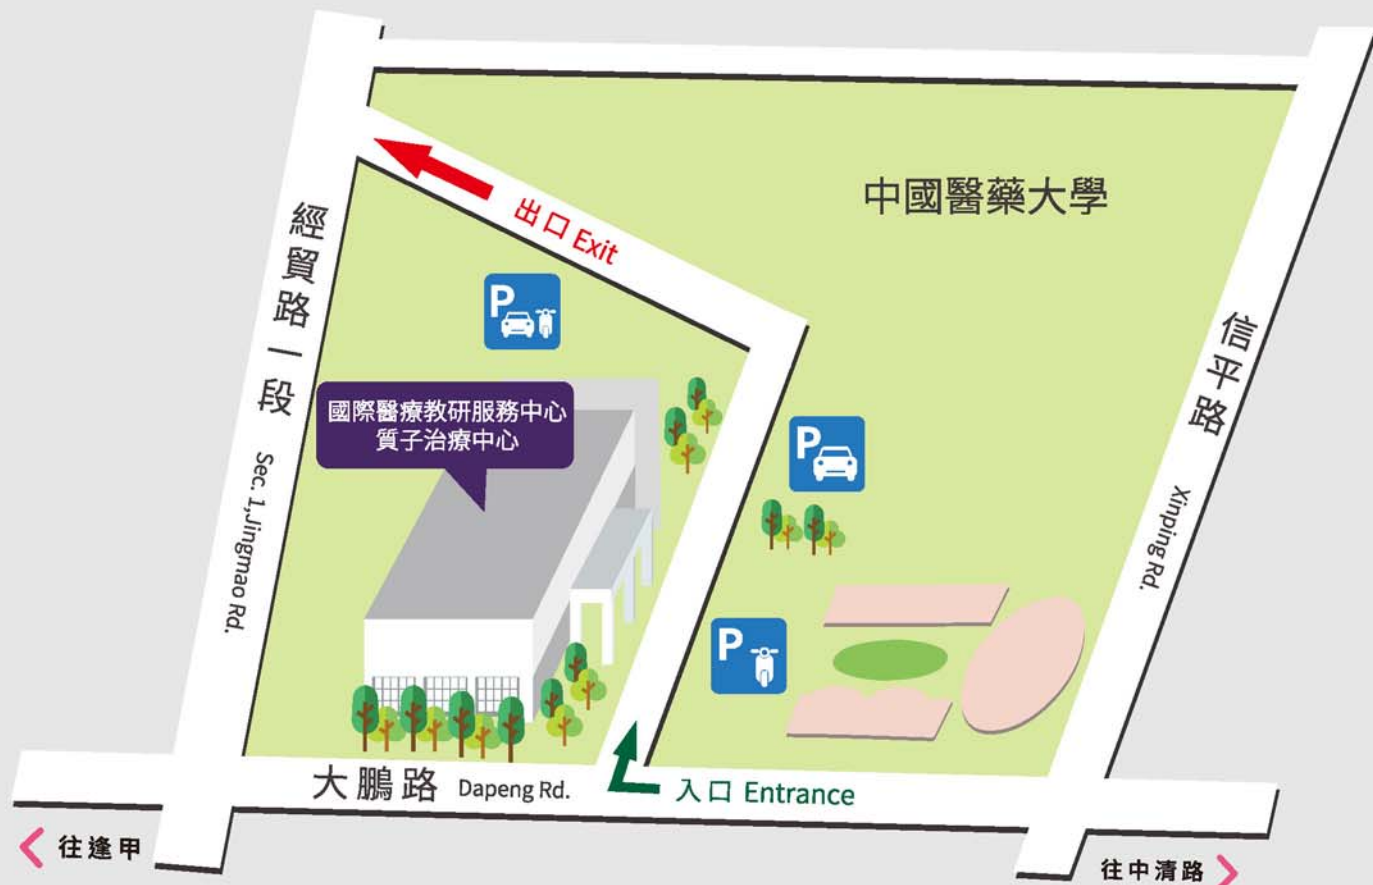 中國醫藥大學
出口 Exit
經貿路一段 Sec. 1,Jingmao Rd.
P
信平路 Xinping Rd.
國際醫療教研服務中心
質子治療中心
P
P
大鵬路 Dapeng Rd.
入口 Entrance
往逢甲
往中清路